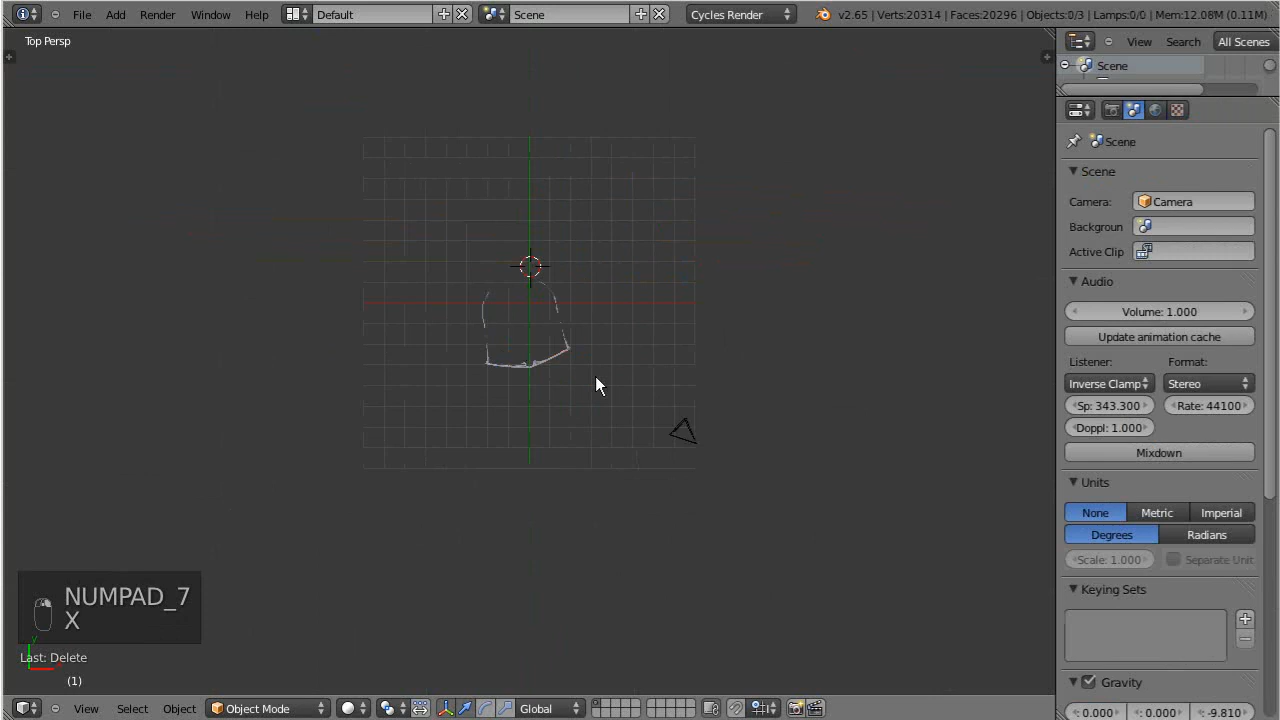 File Add Render Window Help Default Scene Cycles Render v2.65 | Verts:20314 | Faces:20296 | Objects:0/3 | Lamps:0/0 | Mem:12.08M (0.11M)
Top Persp
View Search All Scenes
Scene
Scene
Scene
Camera: Camera
Backgroun
Active Clip
Audio
Volume: 1.000
Update animation cache
Listener: Format:
Inverse Clamp Stereo
Sp: 343.300 Rate: 44100
Doppl: 1.000
Mixdown
Units
None Metric Imperial
Degrees Radians
Scale: 1.000 Separate Unit
Keying Sets
Gravity
: 0.000 : 0.000 -9.810
NUMPAD_7
X
y
Last: Delete
(1)
View Select Object Object Mode Global